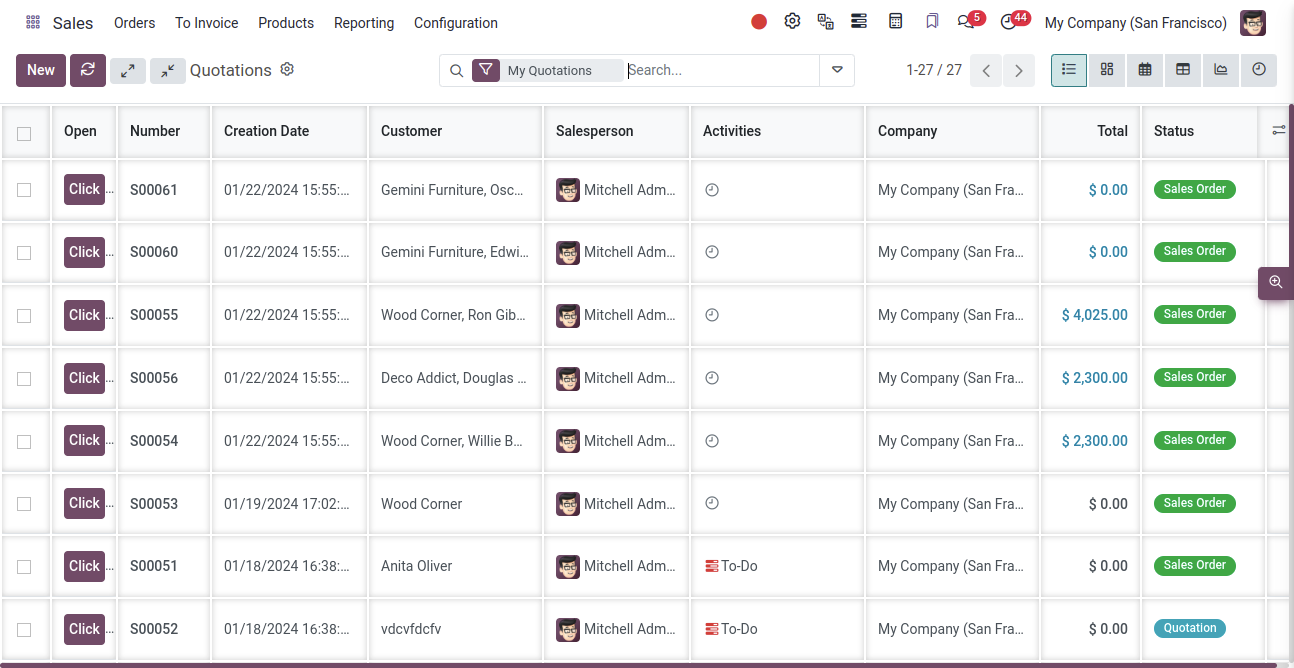 Sales Orders To Invoice Products Reporting Configuration 5 44 My Company (San Francisco)
New Quotations My Quotations Search... 1-27 / 27
Open Number Creation Date Customer Salesperson Activities Company Total Status
Click ... S00061 01/22/2024 15:55:... Gemini Furniture, Osc... Mitchell Adm... My Company (San Fra... $ 0.00 Sales Order
Click ... S00060 01/22/2024 15:55:... Gemini Furniture, Edwi... Mitchell Adm... My Company (San Fra... $ 0.00 Sales Order
Click ... S00055 01/22/2024 15:55:... Wood Corner, Ron Gib... Mitchell Adm... My Company (San Fra... $ 4,025.00 Sales Order
Click ... S00056 01/22/2024 15:55:... Deco Addict, Douglas ... Mitchell Adm... My Company (San Fra... $ 2,300.00 Sales Order
Click ... S00054 01/22/2024 15:55:... Wood Corner, Willie B... Mitchell Adm... My Company (San Fra... $ 2,300.00 Sales Order
Click ... S00053 01/19/2024 17:02:... Wood Corner Mitchell Adm... My Company (San Fra... $ 0.00 Sales Order
Click ... S00051 01/18/2024 16:38:... Anita Oliver Mitchell Adm... To-Do My Company (San Fra... $ 0.00 Sales Order
Click ... S00052 01/18/2024 16:38:... vdcvfdcfv Mitchell Adm... To-Do My Company (San Fra... $ 0.00 Quotation